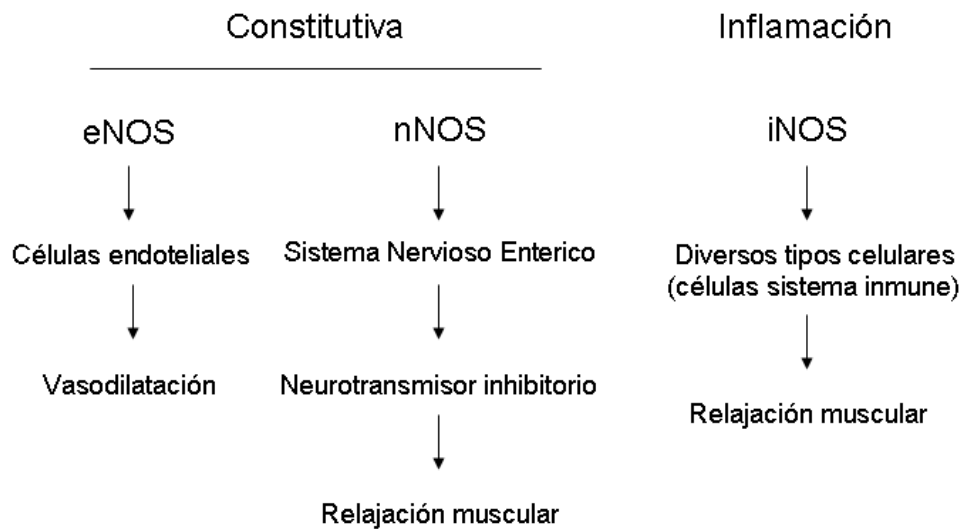 Constitutiva
Inflamación
eNOS
nNOS
iNOS
Células endoteliales
Sistema Nervioso Enterico
Diversos tipos celulares
(células sistema inmune)
Vasodilatación
Neurotransmisor inhibitorio
Relajación muscular
Relajación muscular